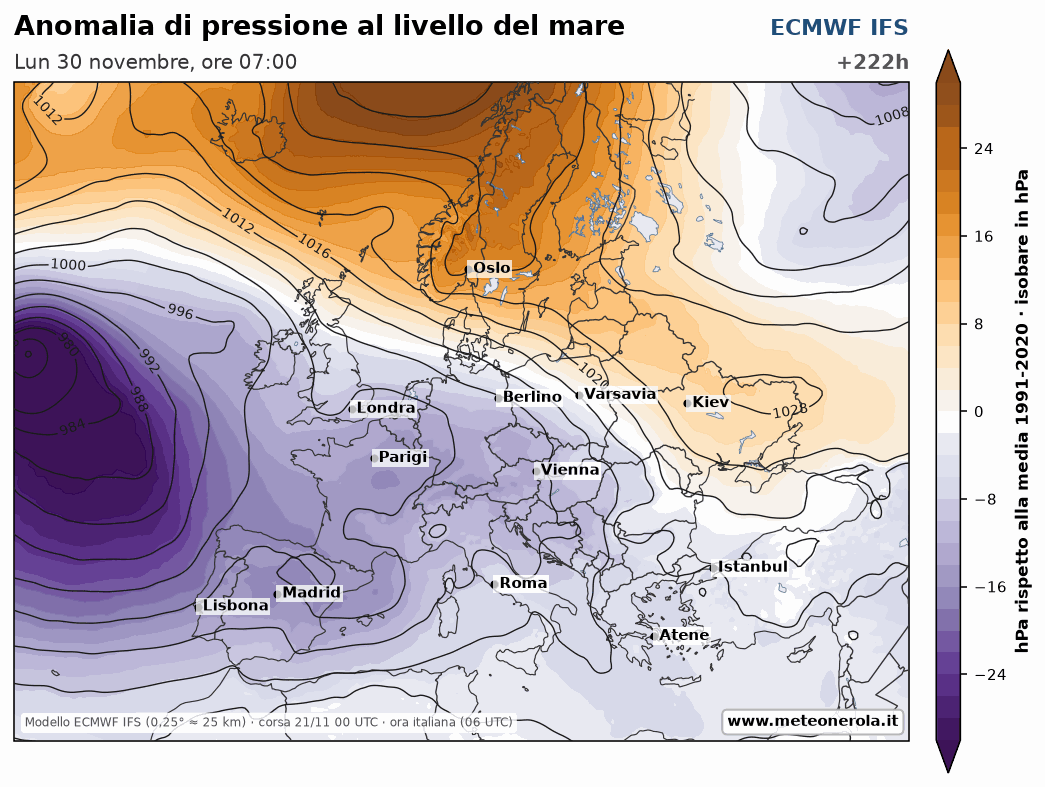 Anomalia di pressione al livello del mare
ECMWF IFS
Lun 30 novembre, ore 07:00
+222h
1012
1008
24
1012
1016
16
1000
Oslo
996
980
992
8
1020
988
Berlino
Varsavia
Kiev
Londra
1028
0
984
Parigi
Vienna
−8
Istanbul
Roma
−16
Madrid
Lisbona
Atene
−24
hPa rispetto alla media 1991-2020 · isobare in hPa
Modello ECMWF IFS (0,25° ≈ 25 km) · corsa 21/11 00 UTC · ora italiana (06 UTC)
www.meteonerola.it